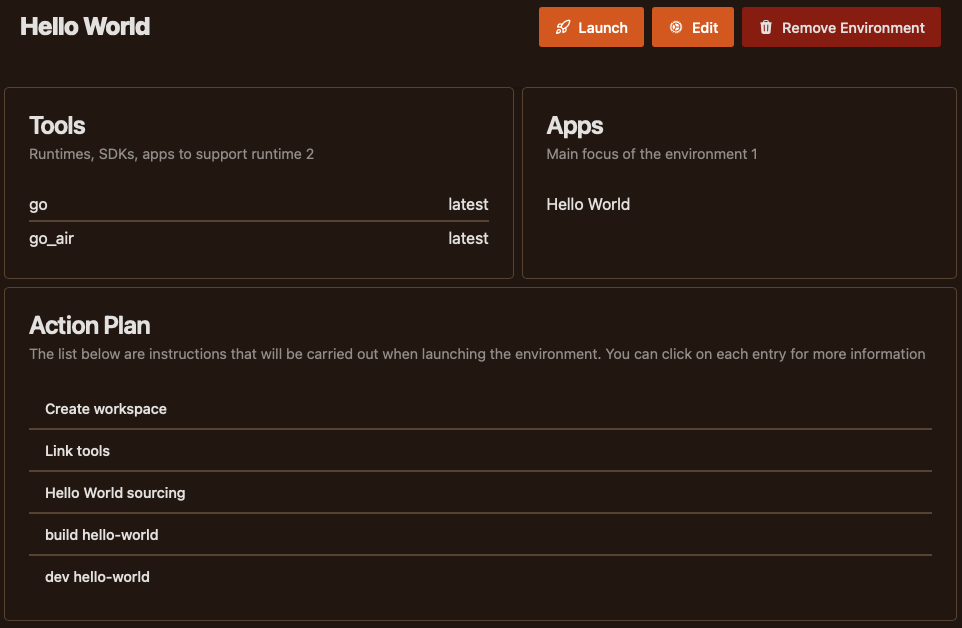 Hello World
Launch
Edit
Remove Environment
Tools
Runtimes, SDKs, apps to support runtime 2
go latest
go_air latest
Apps
Main focus of the environment 1
Hello World
Action Plan
The list below are instructions that will be carried out when launching the environment. You can click on each entry for more information
Create workspace
Link tools
Hello World sourcing
build hello-world
dev hello-world